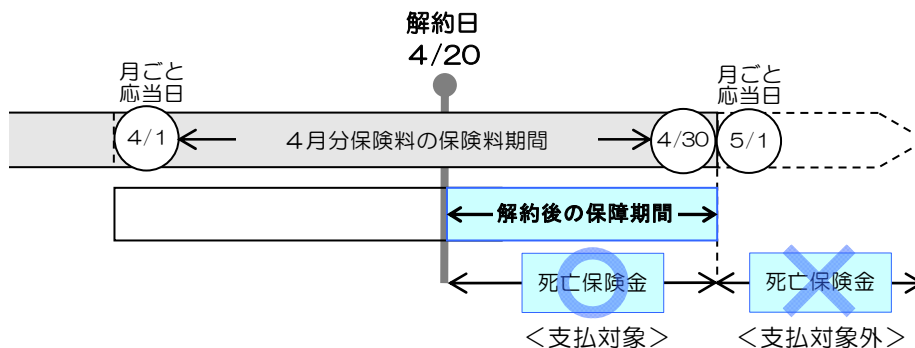 解約日
4/20
月ごと
応当日
月ごと
応当日
4/1
4月分保険料の保険料期間
4/30
5/1
解約後の保障期間
死亡保険金
死亡保険金
＜支払対象＞
＜支払対象外＞